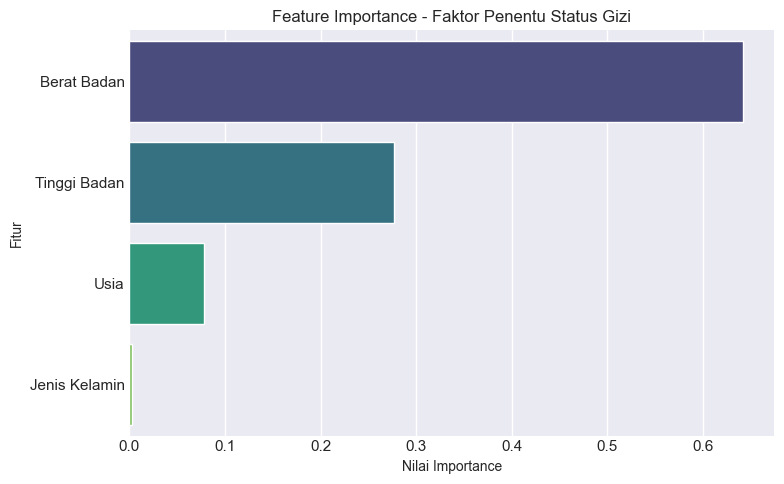 Feature Importance - Faktor Penentu Status Gizi
Fitur
Berat Badan
Tinggi Badan
Usia
Jenis Kelamin
0.0 0.1 0.2 0.3 0.4 0.5 0.6
Nilai Importance